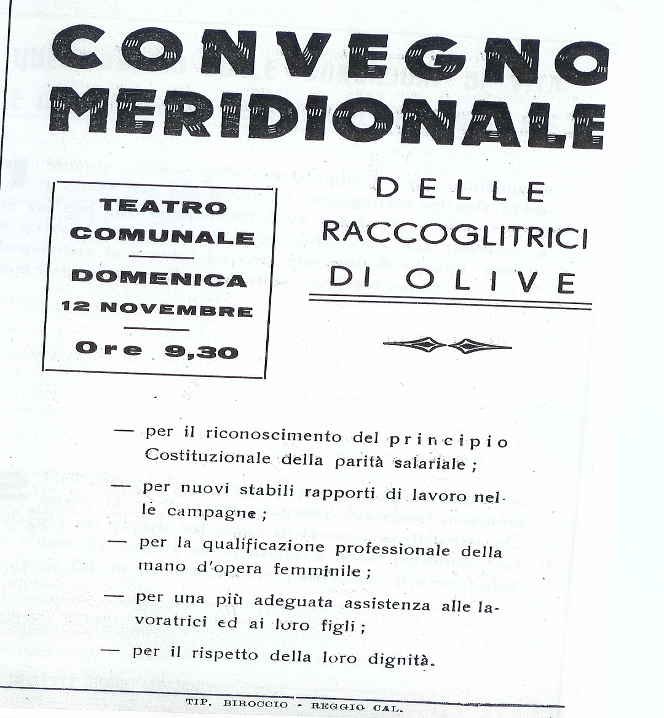 CONVEGNO
MERIDIONALE
DELLE
RACCOGLITRICI
DI OLIVE
TEATRO
COMUNALE
DOMENICA
12 NOVEMBRE
Ore 9,30
— per il riconoscimento del principio
Costituzionale della parità salariale ;
— per nuovi stabili rapporti di lavoro nel-
le campagne ;
— per la qualificazione professionale della
mano d'opera femminile ;
— per una più adeguata assistenza alle la-
voratrici ed ai loro figli ;
— per il rispetto della loro dignità.
TIP. BIROCCIO - REGGIO CAL.